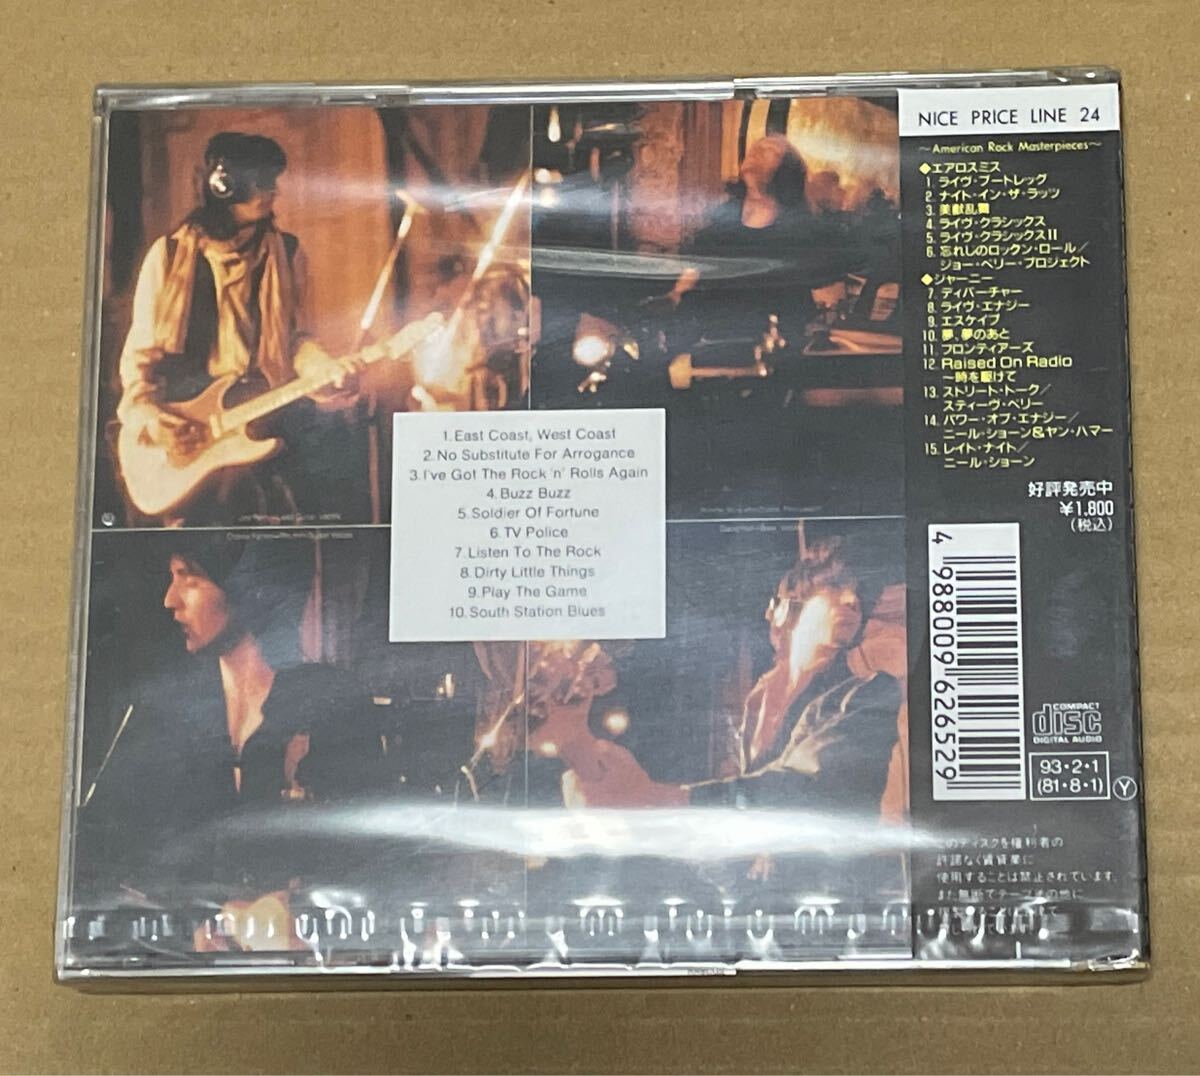 NICE PRICE LINE 24
～American Rock Masterpieces～
◆エアロスミス
1. ライヴ・ブートレッグ
2. ナイト・イン・ザ・ラッツ
3. 美獣乱舞
4. ライヴ・クラシックス
5. ライヴ・クラシックスII
6. 忘れじのロックン・ロール／
ジョー・ペリー・プロジェクト
◆ジャーニー
7. ディパーチャー
8. ライヴ・エナジー
9. エスケイプ
10. 夢、夢のあと
11. フロンティアーズ
12. Raised On Radio
～時を駆けて
13. ストリート・トーク／
スティーヴ・ペリー
14. パワー・オブ・エナジー／
ニール・ショーン&ヤン・ハマー
15. レイト・ナイト／
ニール・ショーン
好評発売中
¥1,800
(税込)
1. East Coast, West Coast
2. No Substitute For Arrogance
3. I've Got The Rock 'n' Rolls Again
4. Buzz Buzz
5. Soldier Of Fortune
6. TV Police
7. Listen To The Rock
8. Dirty Little Things
9. Play The Game
10. South Station Blues
4 988009 626529
COMPACT
disc
DIGITAL AUDIO
93・2・1
(81・8・1)
Y
このディスクを権利者の
許諾なく賃貸業に
使用することは禁止されています。
また無断でテープその他に